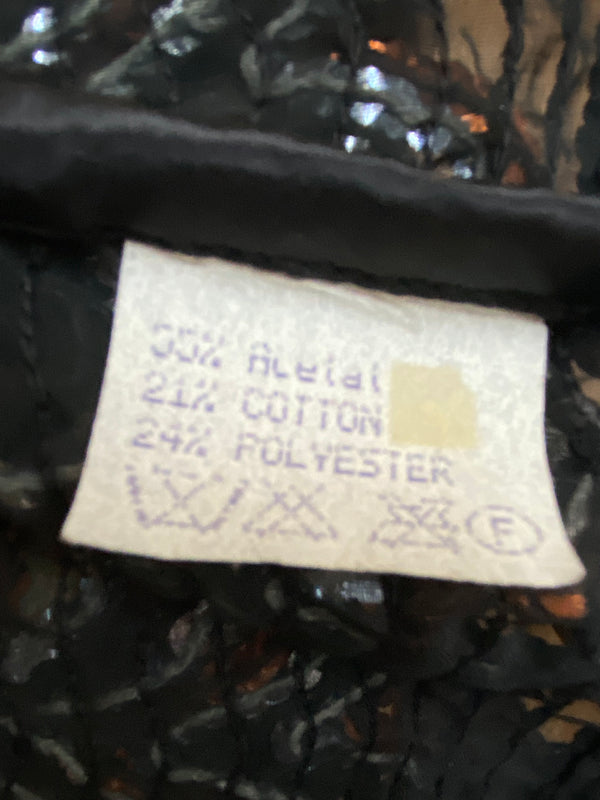 55% Acetat
21% COTTON
24% POLYESTER
F